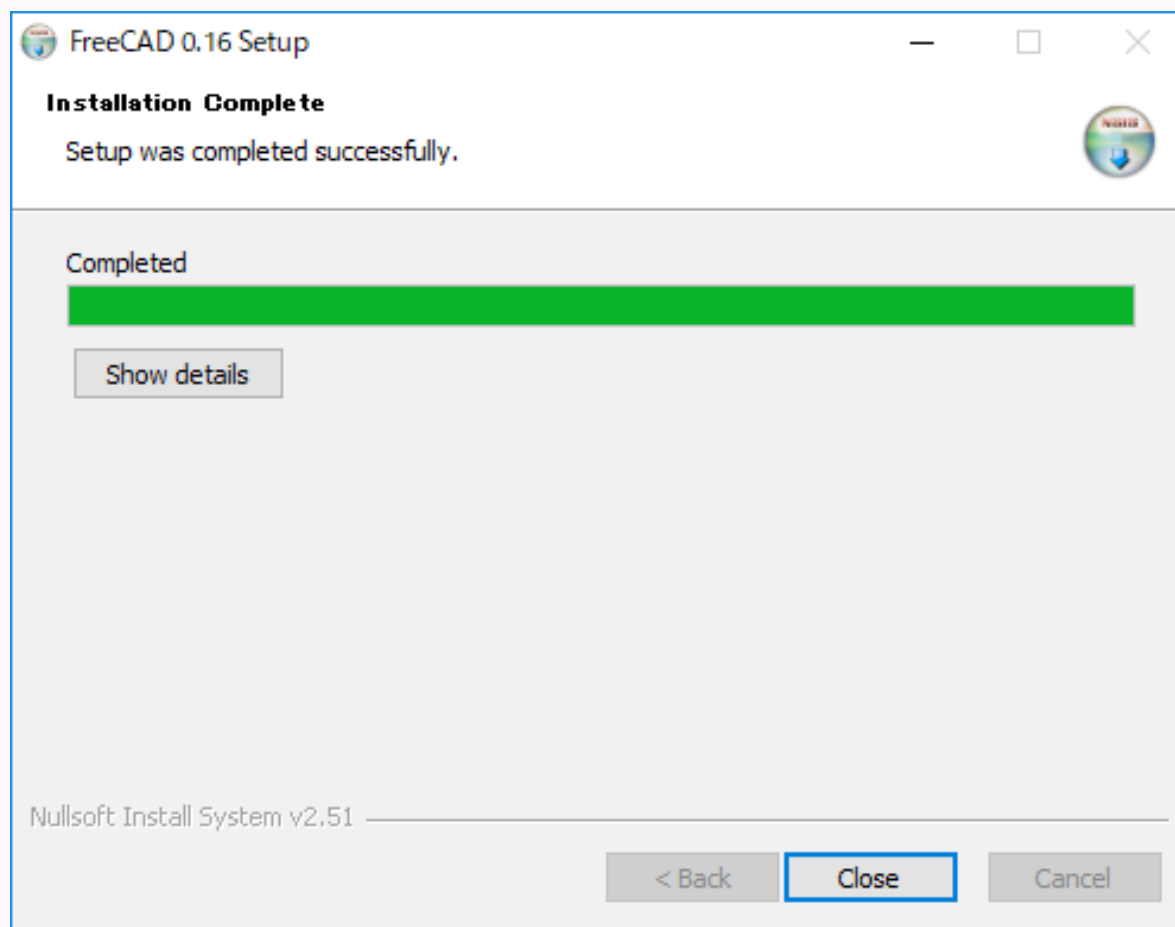 FreeCAD 0.16 Setup
Installation Complete
Setup was completed successfully.
Completed
Show details
Nullsoft Install System v2.51
< Back
Close
Cancel